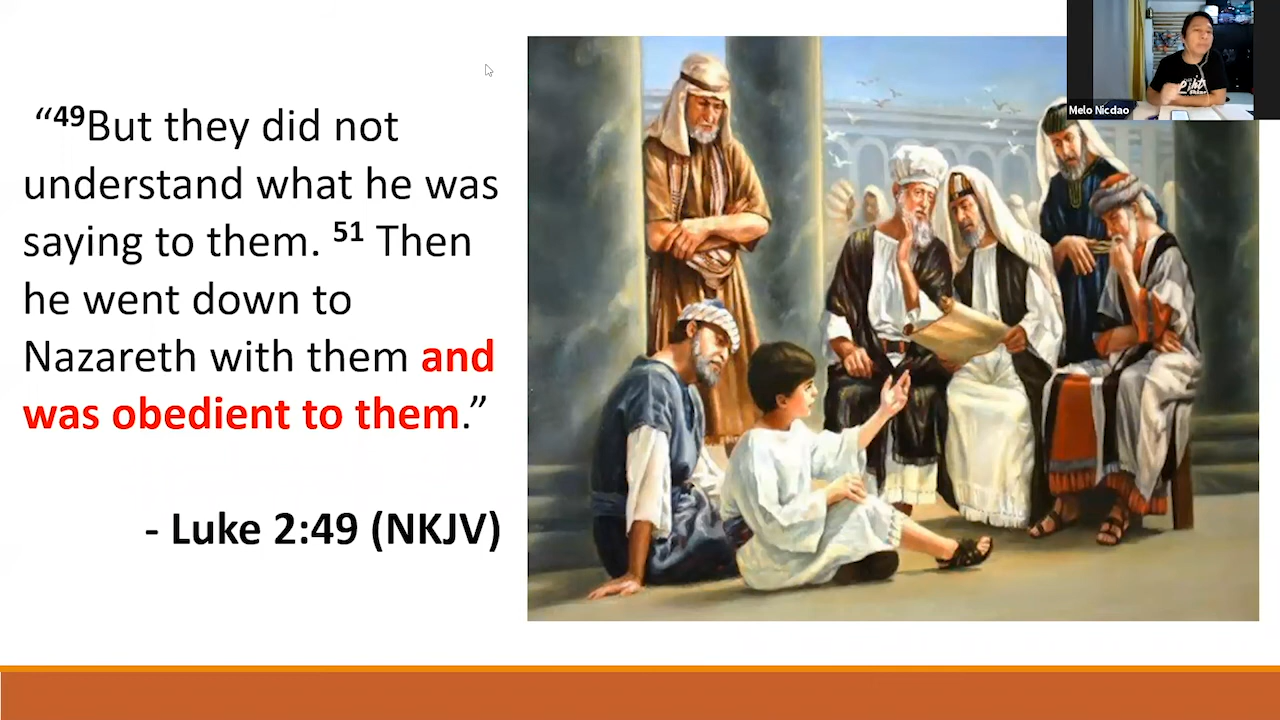 “49But they did not
understand what he was
saying to them. 51 Then
he went down to
Nazareth with them and
was obedient to them.”
- Luke 2:49 (NKJV)
Melo Nicdao